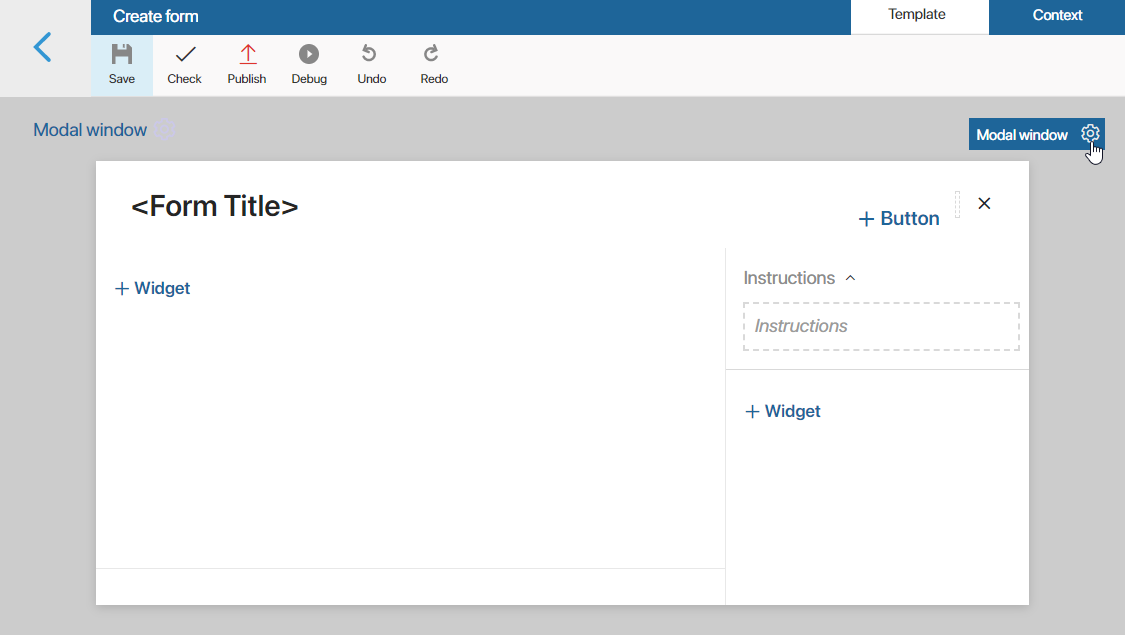 Create form
Template
Context
Save
Check
Publish
Debug
Undo
Redo
Modal window
Modal window
<Form Title>
+ Button
+ Widget
Instructions
Instructions
+ Widget